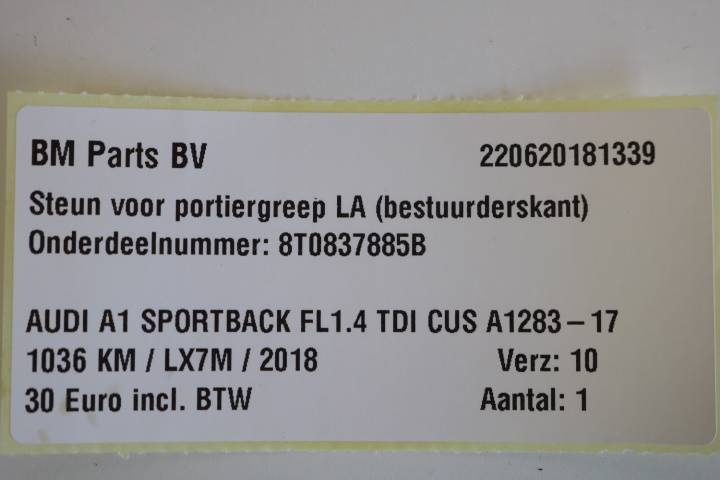 BM Parts BV 220620181339
Steun voor portiergreep LA (bestuurderskant)
Onderdeelnummer: 8T0837885B
AUDI A1 SPORTBACK FL1.4 TDI CUS A1283-17
1036 KM / LX7M / 2018 Verz: 10
30 Euro incl. BTW Aantal: 1